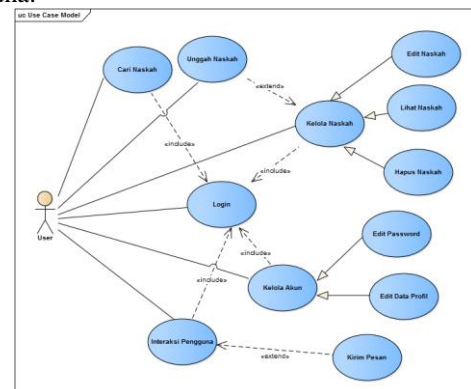 uc Use Case Model
Cari Naskah
Unggah Naskah
Edit Naskah
«extend»
Lihat Naskah
Kelola Naskah
«include»
«include»
Hapus Naskah
Login
User
Edit Password
«include»
«include»
Kelola Akun
Edit Data Profil
Interaksi Pengguna
«extend»
Kirim Pesan